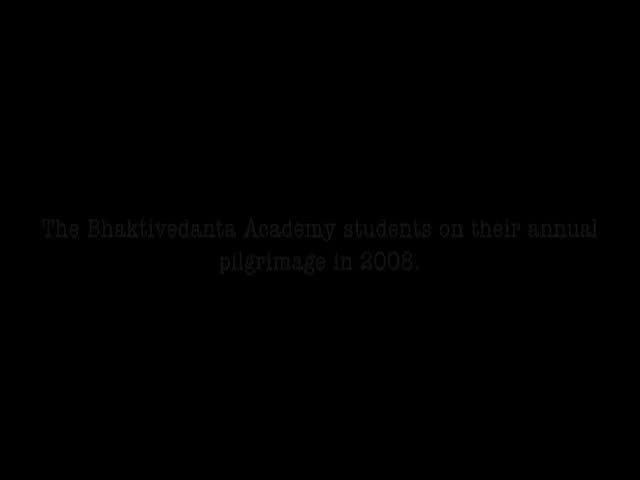 The Bhaktivedanta Academy students on their annual
pilgrimage in 2008.